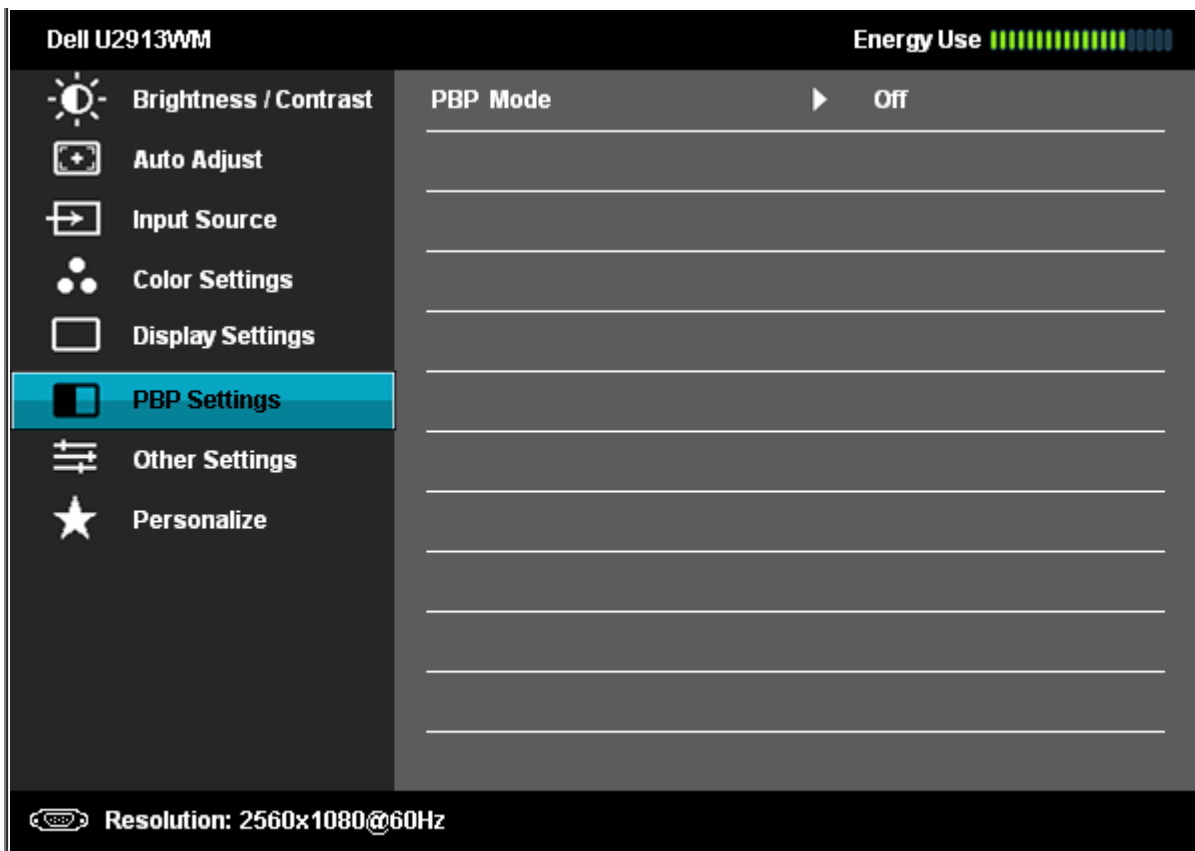 Dell U2913WM Energy Use
Brightness / Contrast PBP Mode Off
Auto Adjust
Input Source
Color Settings
Display Settings
PBP Settings
Other Settings
Personalize
Resolution: 2560x1080@60Hz